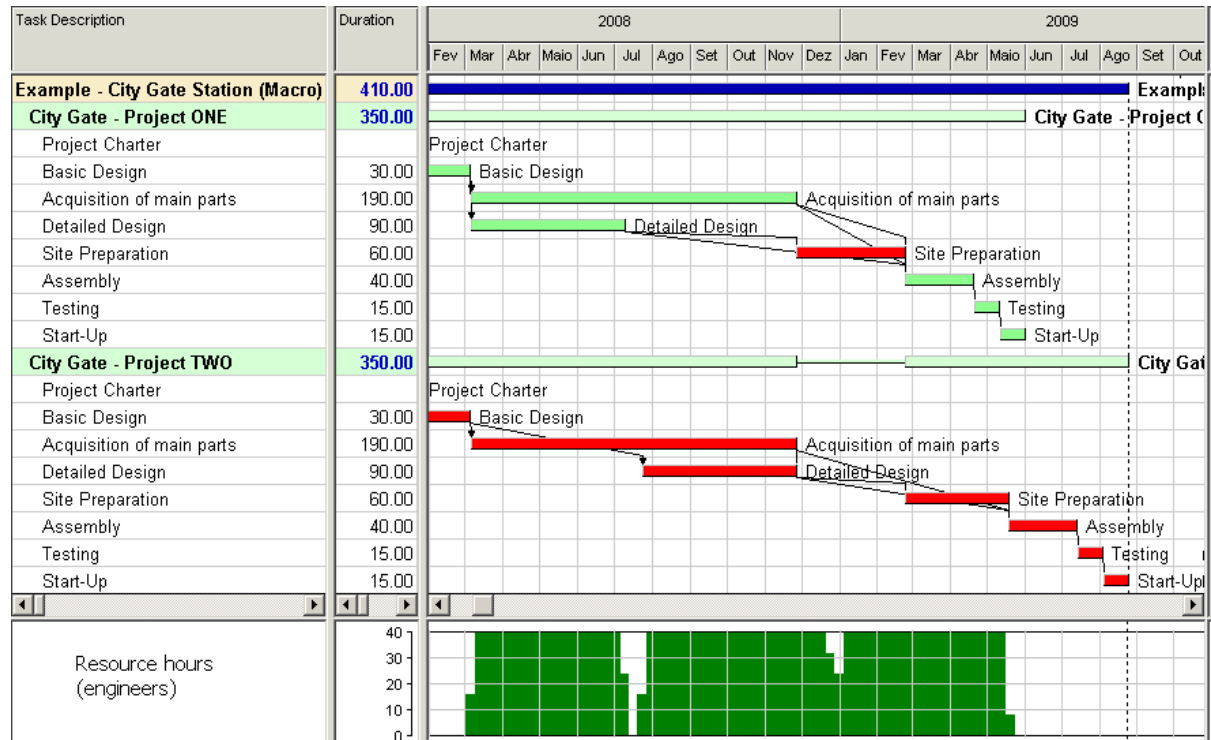 Task Description Duration 2008 2009
Fev Mar Abr Maio Jun Jul Ago Set Out Nov Dez Jan Fev Mar Abr Maio Jun Jul Ago Set Out
Example - City Gate Station (Macro) 410.00 Exampl
City Gate - Project ONE 350.00 City Gate - Project
Project Charter Project Charter
Basic Design 30.00 Basic Design
Acquisition of main parts 190.00 Acquisition of main parts
Detailed Design 90.00 Detailed Design
Site Preparation 60.00 Site Preparation
Assembly 40.00 Assembly
Testing 15.00 Testing
Start-Up 15.00 Start-Up
City Gate - Project TWO 350.00 City Gat
Project Charter Project Charter
Basic Design 30.00 Basic Design
Acquisition of main parts 190.00 Acquisition of main parts
Detailed Design 90.00 Detailed Design
Site Preparation 60.00 Site Preparation
Assembly 40.00 Assembly
Testing 15.00 Testing
Start-Up 15.00 Start-Up
40
30
Resource hours
(engineers)
20
10
0